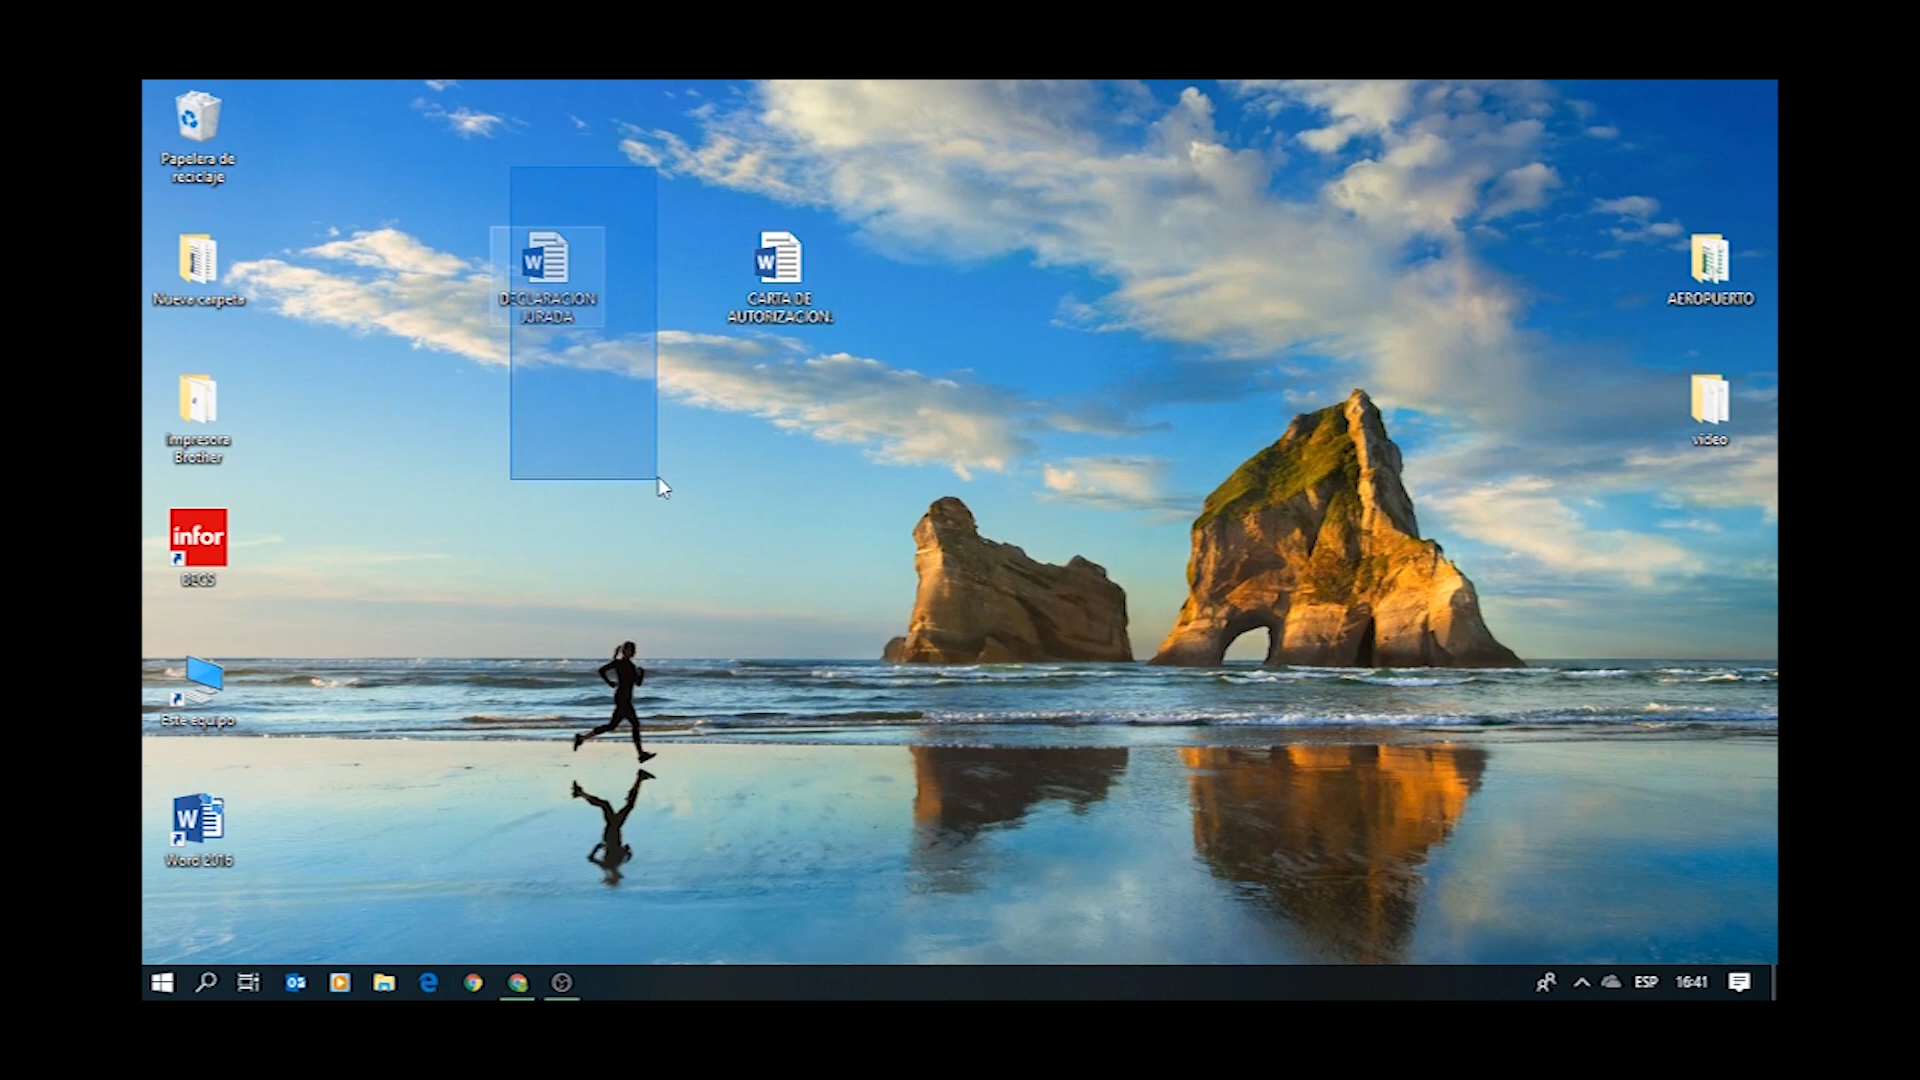 Papelera de
reciclaje
Nueva carpeta
Impresora
Brother
infor
BECS
Este equipo
W
Word 2016
W
DECLARACION
JURADA
W
CARTA DE
AUTORIZACION.
AEROPUERTO
video
ESP
16:41